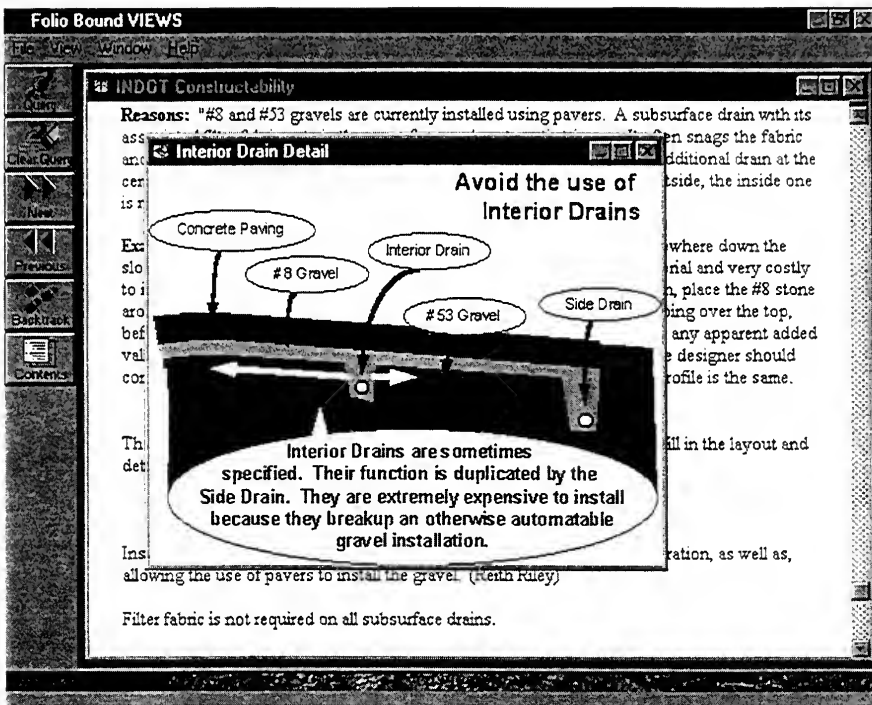 Folio Bound VIEWS
File View Window Help
Query
Clear Query
Next
Previous
Backtrack
Contents
INDOT Constructability
Reasons: "#8 and #53 gravels are currently installed using pavers. A subsurface drain with its
en snags the fabric
dditional drain at the
tside, the inside one
is
Interior Drain Detail
Avoid the use of
Interior Drains
Concrete Paving
#8 Gravel
Interior Drain
#53 Gravel
Side Drain
where down the
slo rial and very costly
to i , place the #8 stone
aro ping over the top,
bef any apparent added
val e designer should
cor rofile is the same.
Interior Drains are sometimes
specified. Their function is duplicated by the
Side Drain. They are extremely expensive to install
because they breakup an otherwise automatable
gravel installation.
Th ill in the layout and
det
Ins ration, as well as,
allowing the use of pavers to install the gravel. (Keith Riley)
Filter fabric is not required on all subsurface drains.